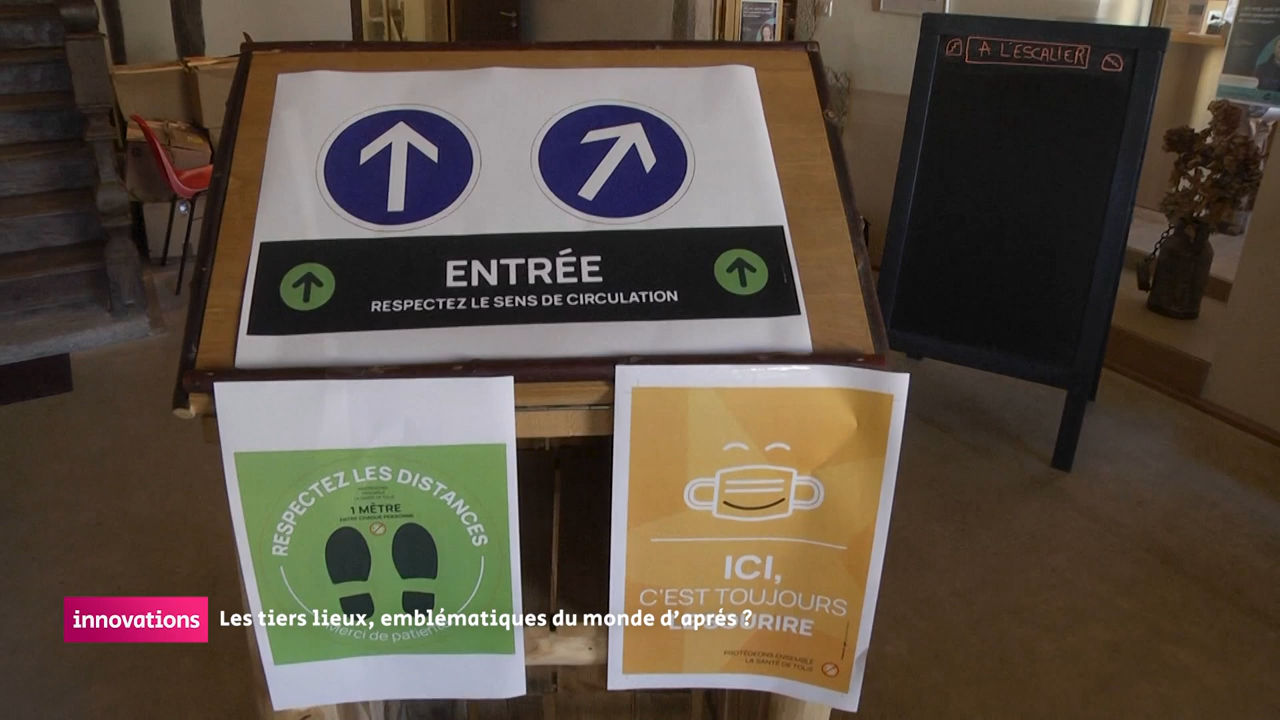 A L'ESCALIER
ENTRÉE
RESPECTEZ LE SENS DE CIRCULATION
RESPECTEZ LES DISTANCES
1 MÈTRE
ENTRE CHAQUE PERSONNE
Merci de patienter
ICI,
C'EST TOUJOURS
LE SOURIRE
PROTÉGEONS ENSEMBLE
LA SANTÉ DE TOUS
innovations
Les tiers lieux, emblématiques du monde d'aprés ?